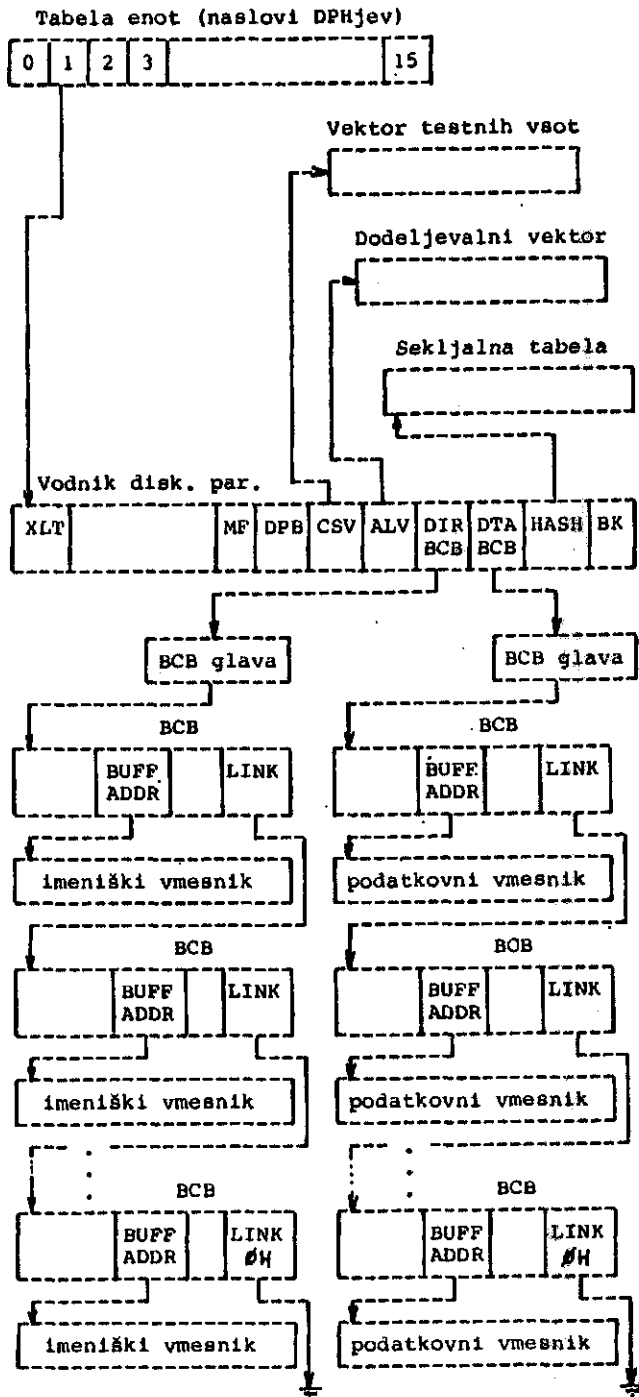 Tabela enot (naslovi DPHjev)
0 1 2 3 15
Vektor testnih vsot
Dodeljevalni vektor
Sekljalna tabela
Vodnik disk. par.
XLT MF DPB CSV ALV DIR BCB DTA BCB HASH BK
BCB glava BCB glava
BCB BCB
BUFF ADDR LINK BUFF ADDR LINK
imeniški vmesnik podatkovni vmesnik
BCB BCB
BUFF ADDR LINK BUFF ADDR LINK
imeniški vmesnik podatkovni vmesnik
BCB BCB
BUFF ADDR LINK ØH BUFF ADDR LINK ØH
imeniški vmesnik podatkovni vmesnik